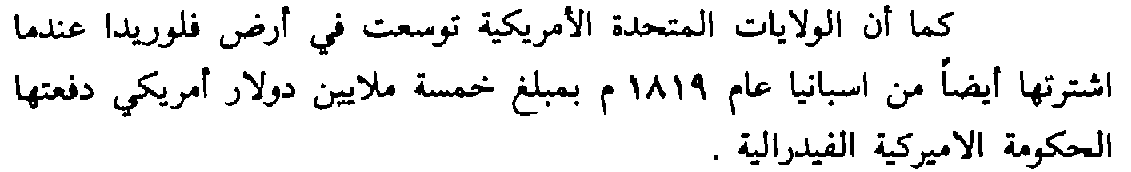 كما أن الولايات المتحدة الأمريكية توسعت في أرض فلوريدا عندما
اشترتها أيضاً من اسبانيا عام ١٨١٩ م بمبلغ خمسة ملايين دولار أمريكي دفعتها
الحكومة الاميركية الفيدرالية .